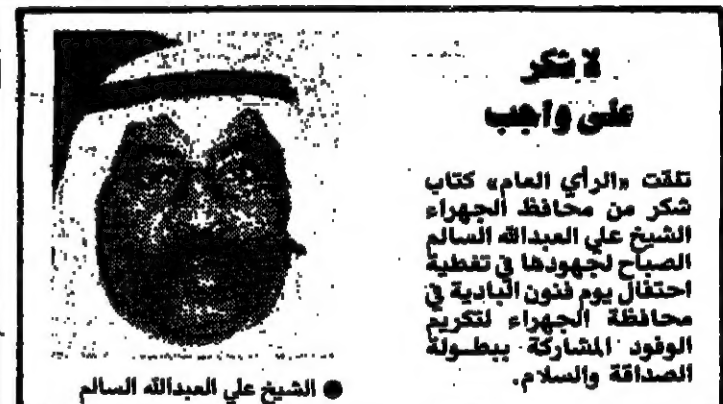 لا شكر
على واجب
تلقت «الرأي العام» كتاب
شكر من محافظ الجهراء
الشيخ علي العبدالله السالم
الصباح لجهودها في تغطية
احتفال يوم فنون البادية في
محافظة الجهراء لتكريم
الوفود المشاركة ببطولة
الصداقة والسلام.
● الشيخ علي العبدالله السالم